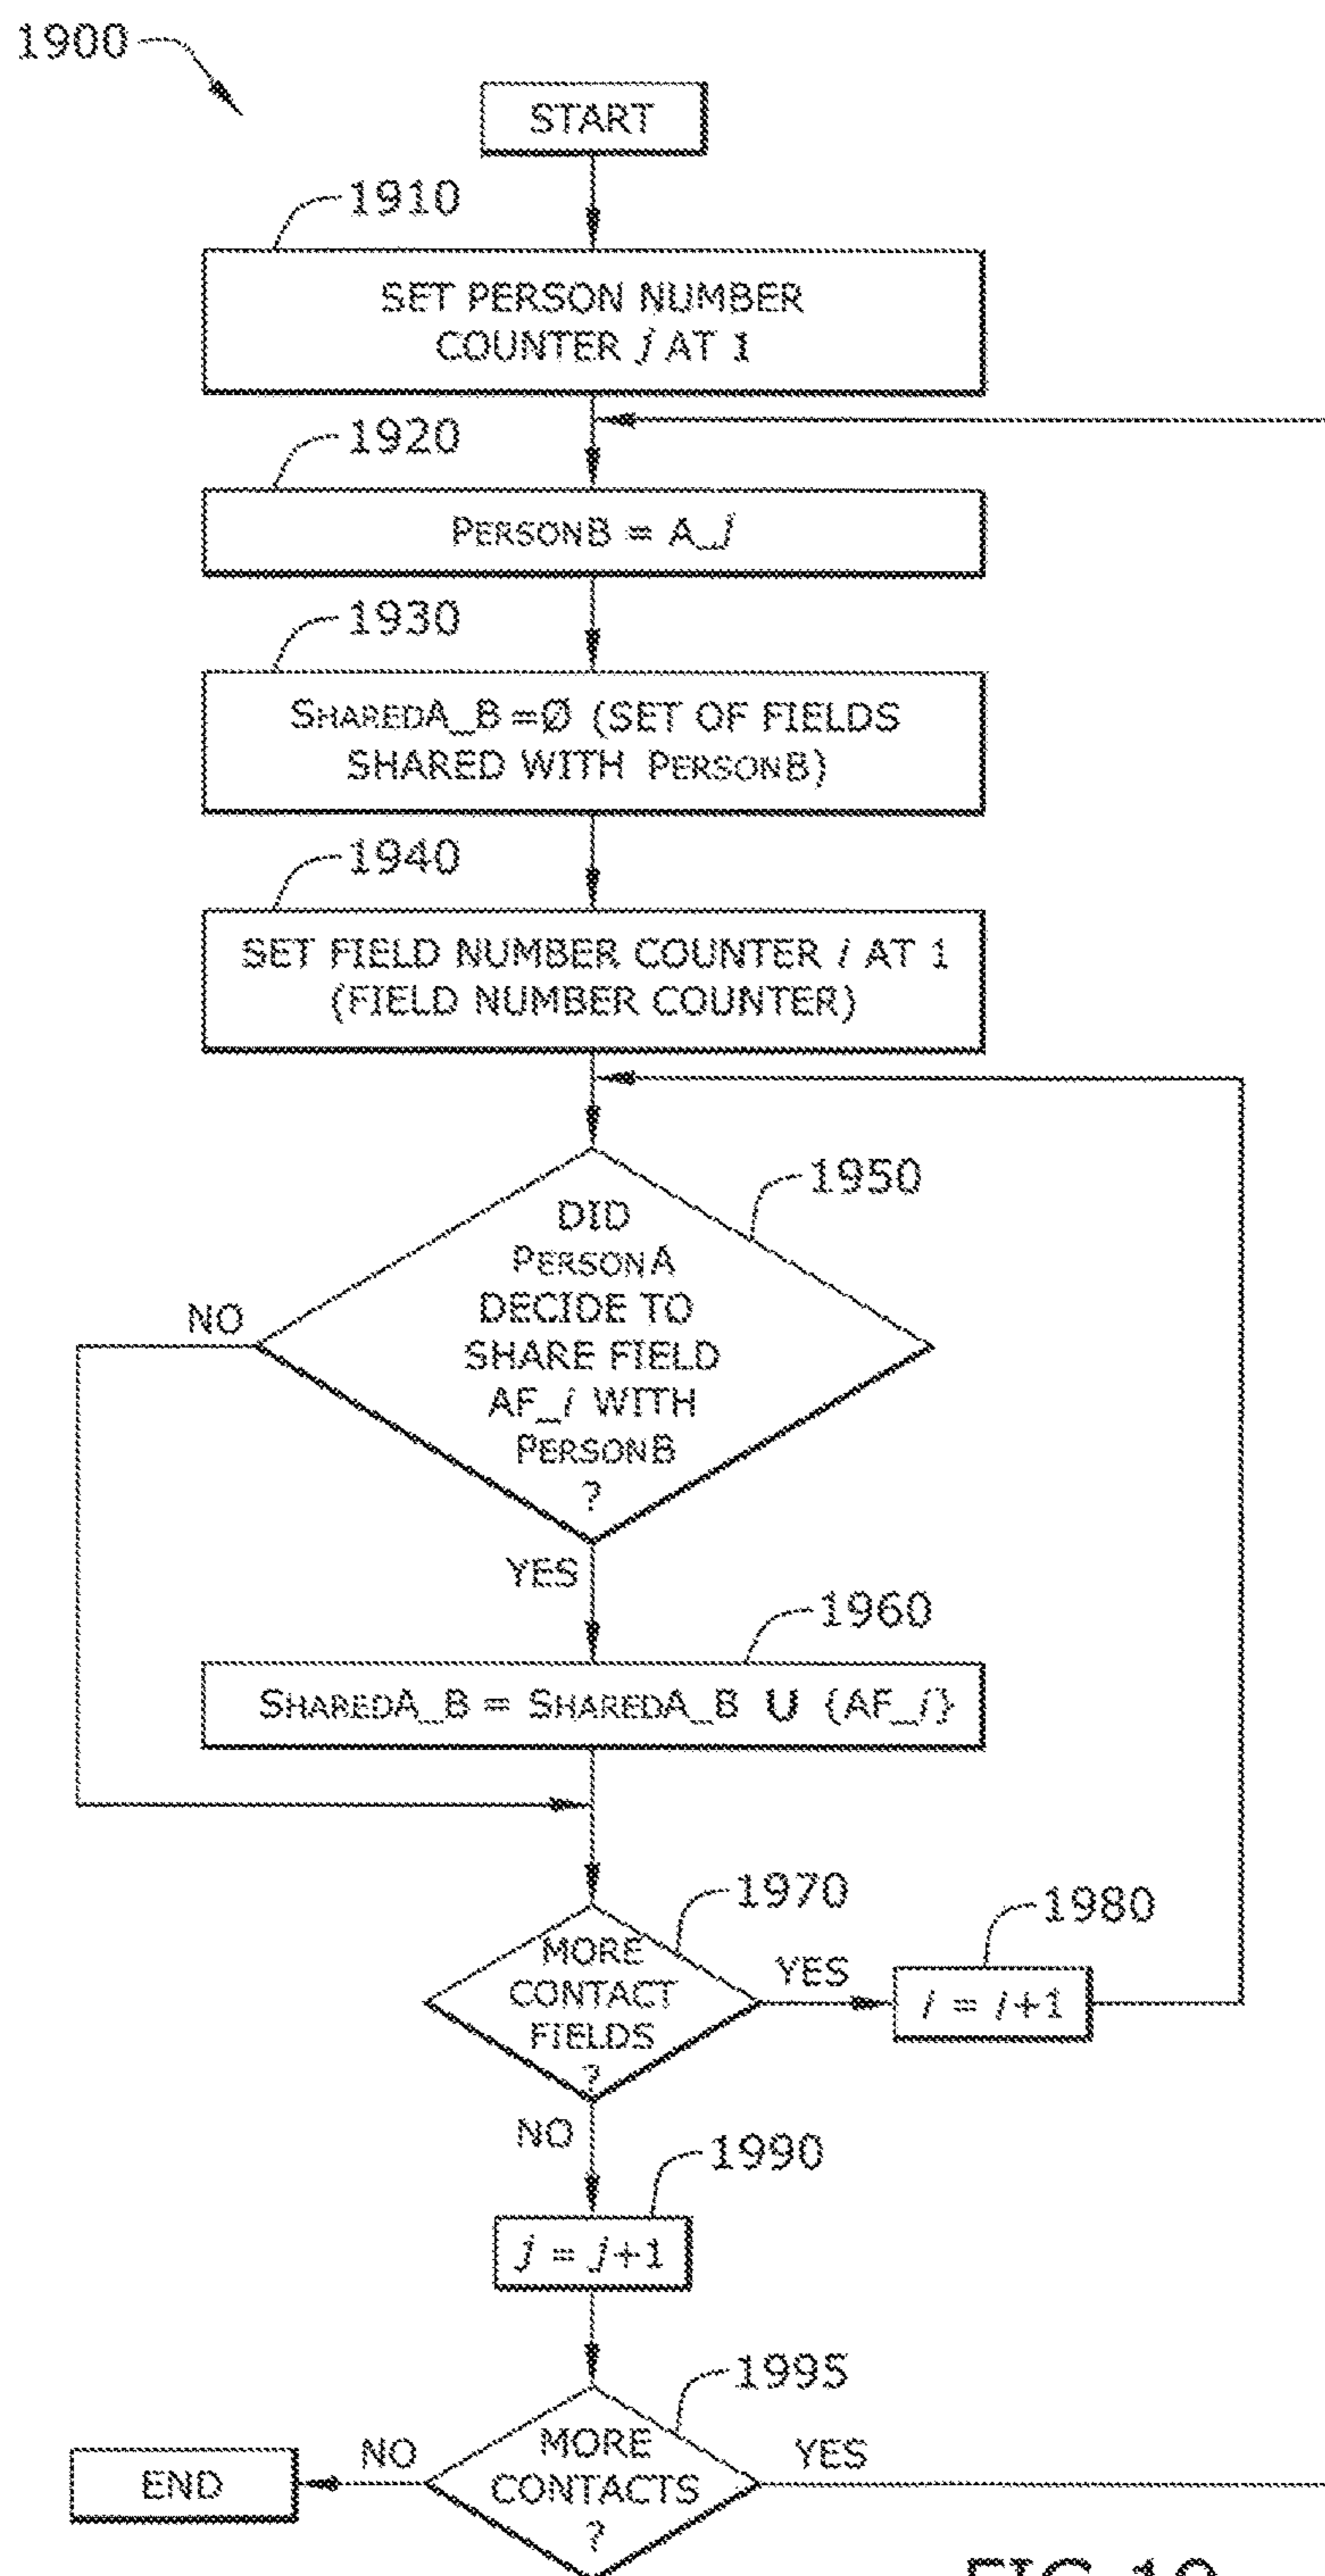 1900
START
1910
SET PERSON NUMBER
COUNTER j AT 1
1920
PERSONB = A_j
1930
SHAREDA_B =Ø (SET OF FIELDS
SHARED WITH PERSONB)
1940
SET FIELD NUMBER COUNTER i AT 1
(FIELD NUMBER COUNTER)
1950
DID
PERSONA
DECIDE TO
SHARE FIELD
AF_i WITH
PERSONB
?
NO
YES
1960
SHAREDA_B = SHAREDA_B U {AF_i}
1970
MORE
CONTACT
FIELDS
?
YES
1980
i = i+1
NO
1990
j = j+1
1995
MORE
CONTACTS
?
NO
END
YES
FIG.19